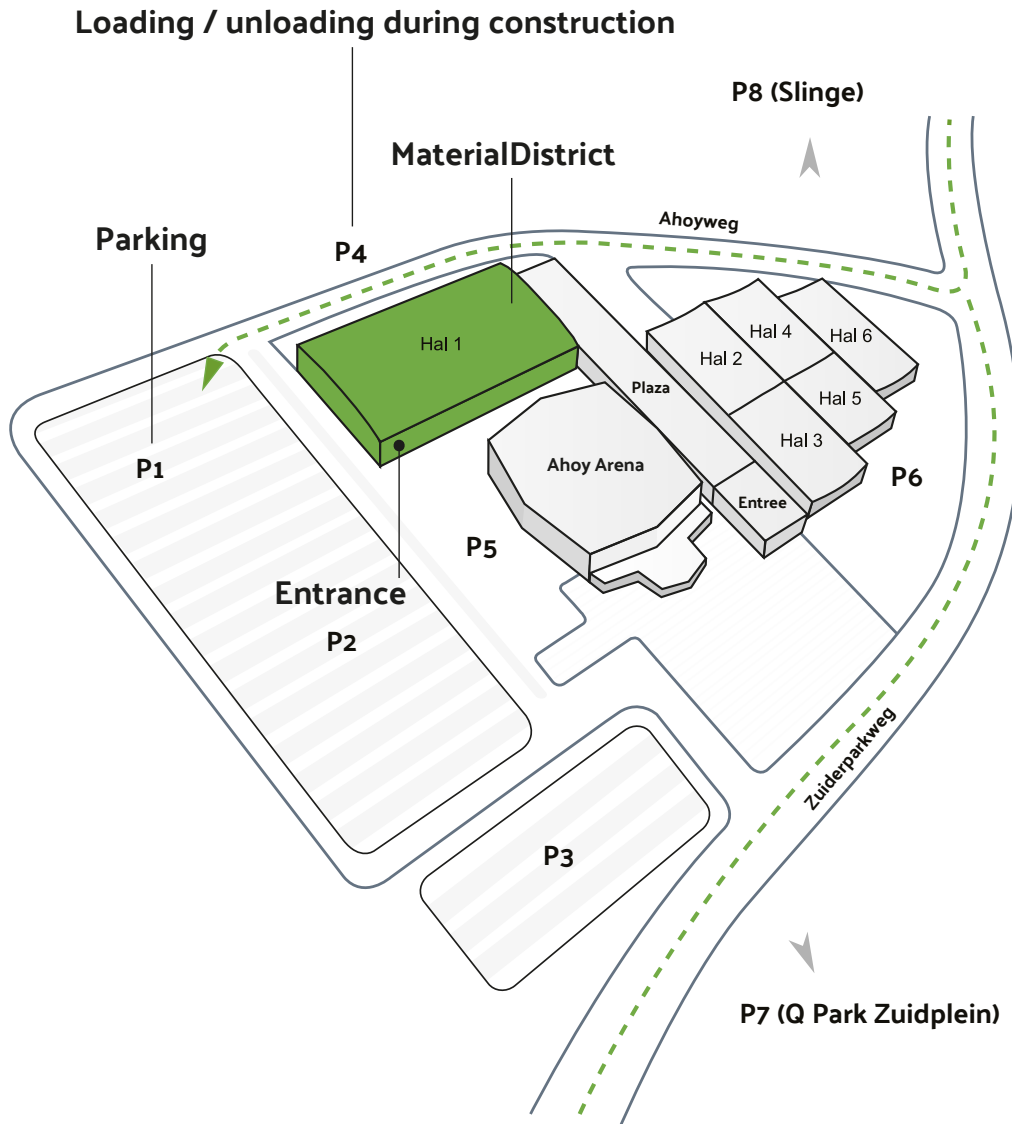 Loading / unloading during construction
P8 (Slinge)
MaterialDistrict
Ahoyweg
Parking
P4
Hal 1
Hal 4
Hal 6
Hal 2
Plaza
Hal 5
Hal 3
P1
Ahoy Arena
P6
Entree
P5
Entrance
P2
Zuiderparkweg
P3
P7 (Q Park Zuidplein)